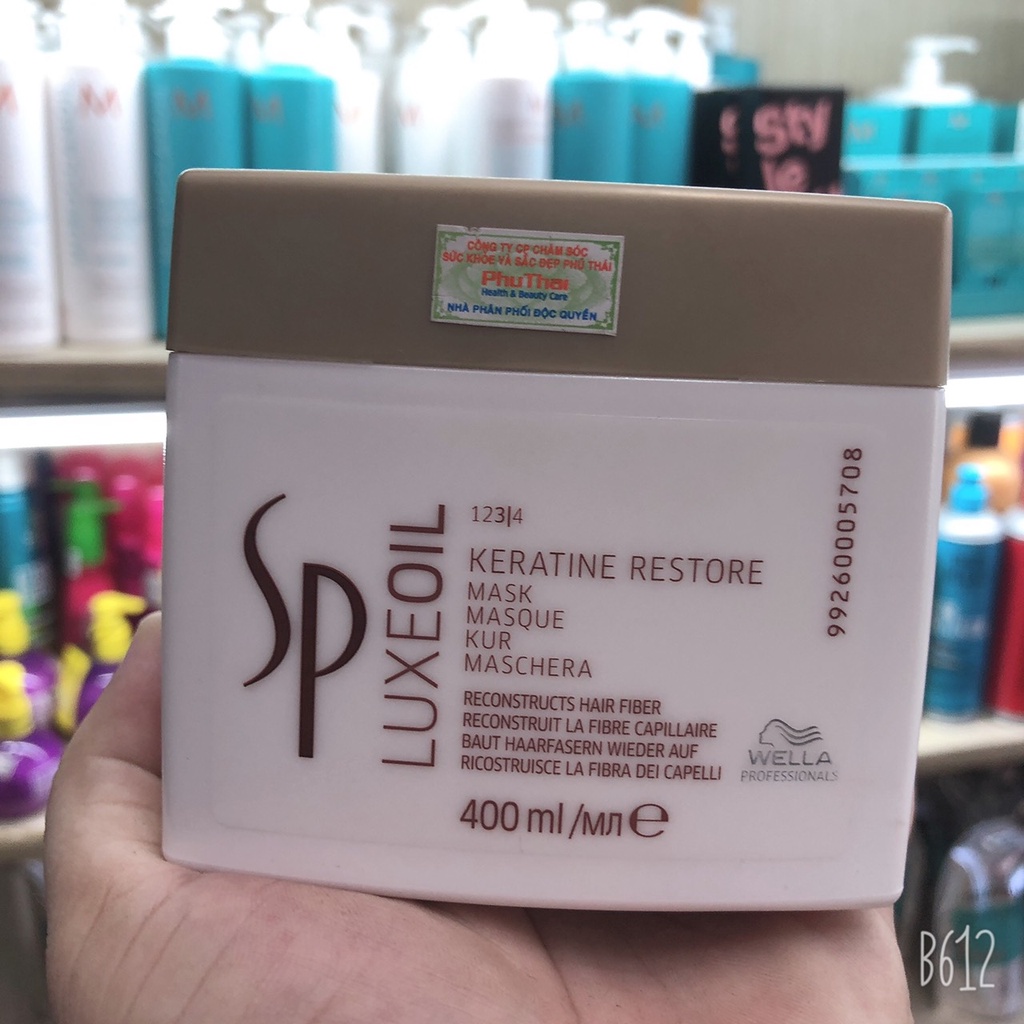 CÔNG TY CP CHĂM SÓC
SỨC KHỎE VÀ SẮC ĐẸP PHÚ THÁI
PhuThai
Health & Beauty Care
NHÀ PHÂN PHỐI ĐỘC QUYỀN
SP
LUXEOIL
123|4
KERATINE RESTORE
MASK
MASQUE
KUR
MASCHERA
RECONSTRUCTS HAIR FIBER
RECONSTRUIT LA FIBRE CAPILLAIRE
BAUT HAARFASERN WIEDER AUF
RICOSTRUISCE LA FIBRA DEI CAPELLI
400 ml/мл℮
99260005708
WELLA
PROFESSIONALS
B612